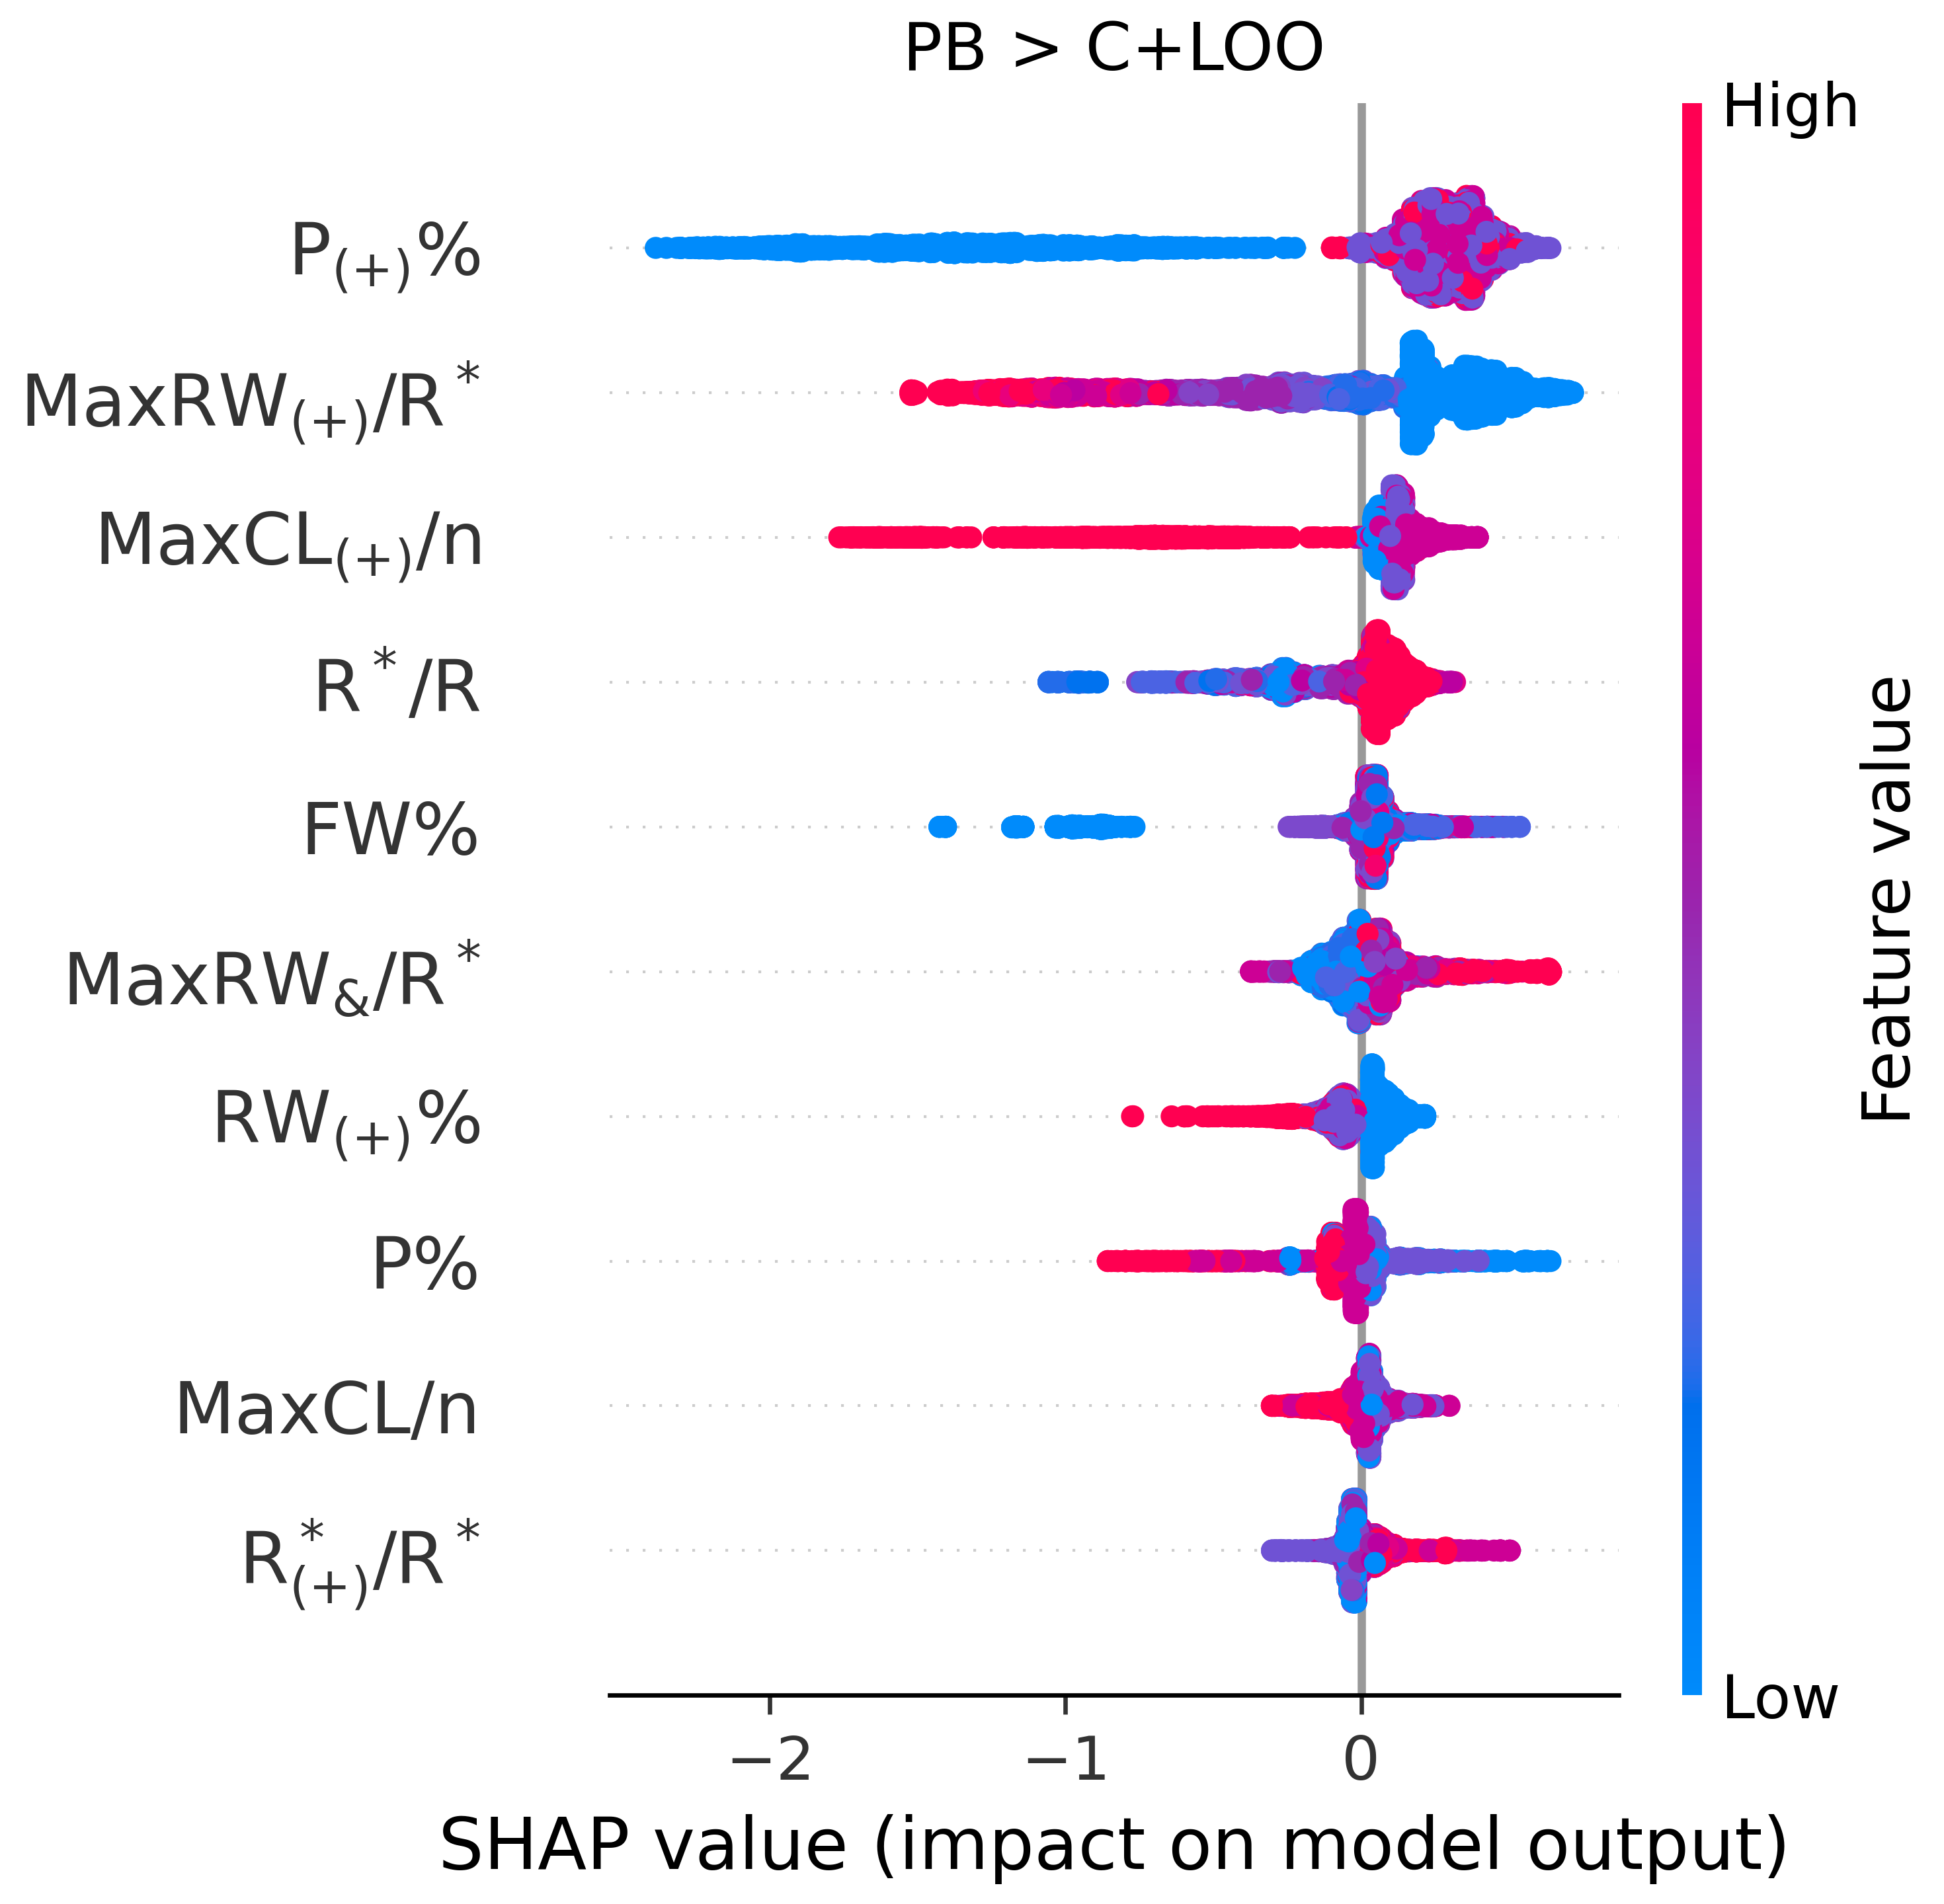 PB > C+LOO
High
P₍₊₎%
MaxRW₍₊₎/R*
MaxCL₍₊₎/n
R*/R
FW%
MaxRW&/R*
RW₍₊₎%
P%
MaxCL/n
R*₍₊₎/R*
Feature value
Low
−2 −1 0
SHAP value (impact on model output)